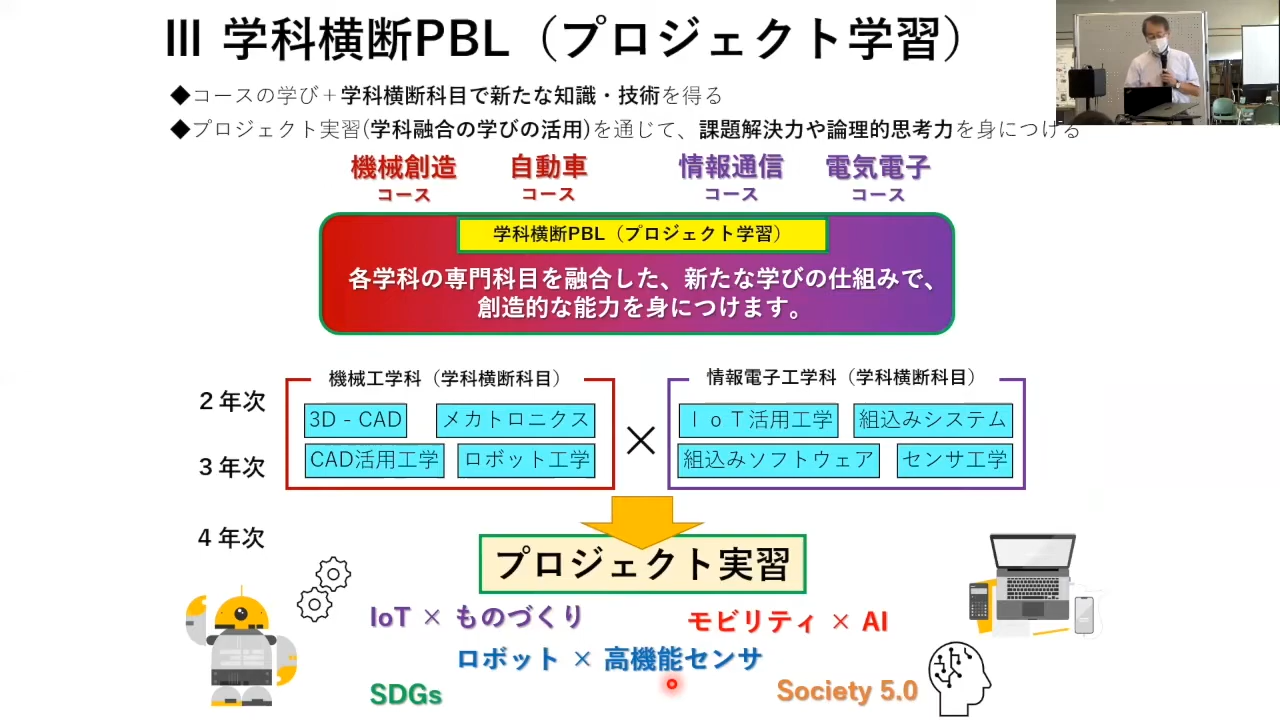 Ⅲ 学科横断PBL（プロジェクト学習）
◆コースの学び＋学科横断科目で新たな知識・技術を得る
◆プロジェクト実習(学科融合の学びの活用)を通じて、課題解決力や論理的思考力を身につける
機械創造 自動車 情報通信 電気電子
コース コース コース コース
学科横断PBL（プロジェクト学習）
各学科の専門科目を融合した、新たな学びの仕組みで、
創造的な能力を身につけます。
機械工学科（学科横断科目） 情報電子工学科（学科横断科目）
２年次 3D - CAD メカトロニクス ＩｏＴ活用工学 組込みシステム
×
３年次 CAD活用工学 ロボット工学 組込みソフトウェア センサ工学
４年次
プロジェクト実習
IoT × ものづくり モビリティ × AI
ロボット × 高機能センサ
SDGs Society 5.0